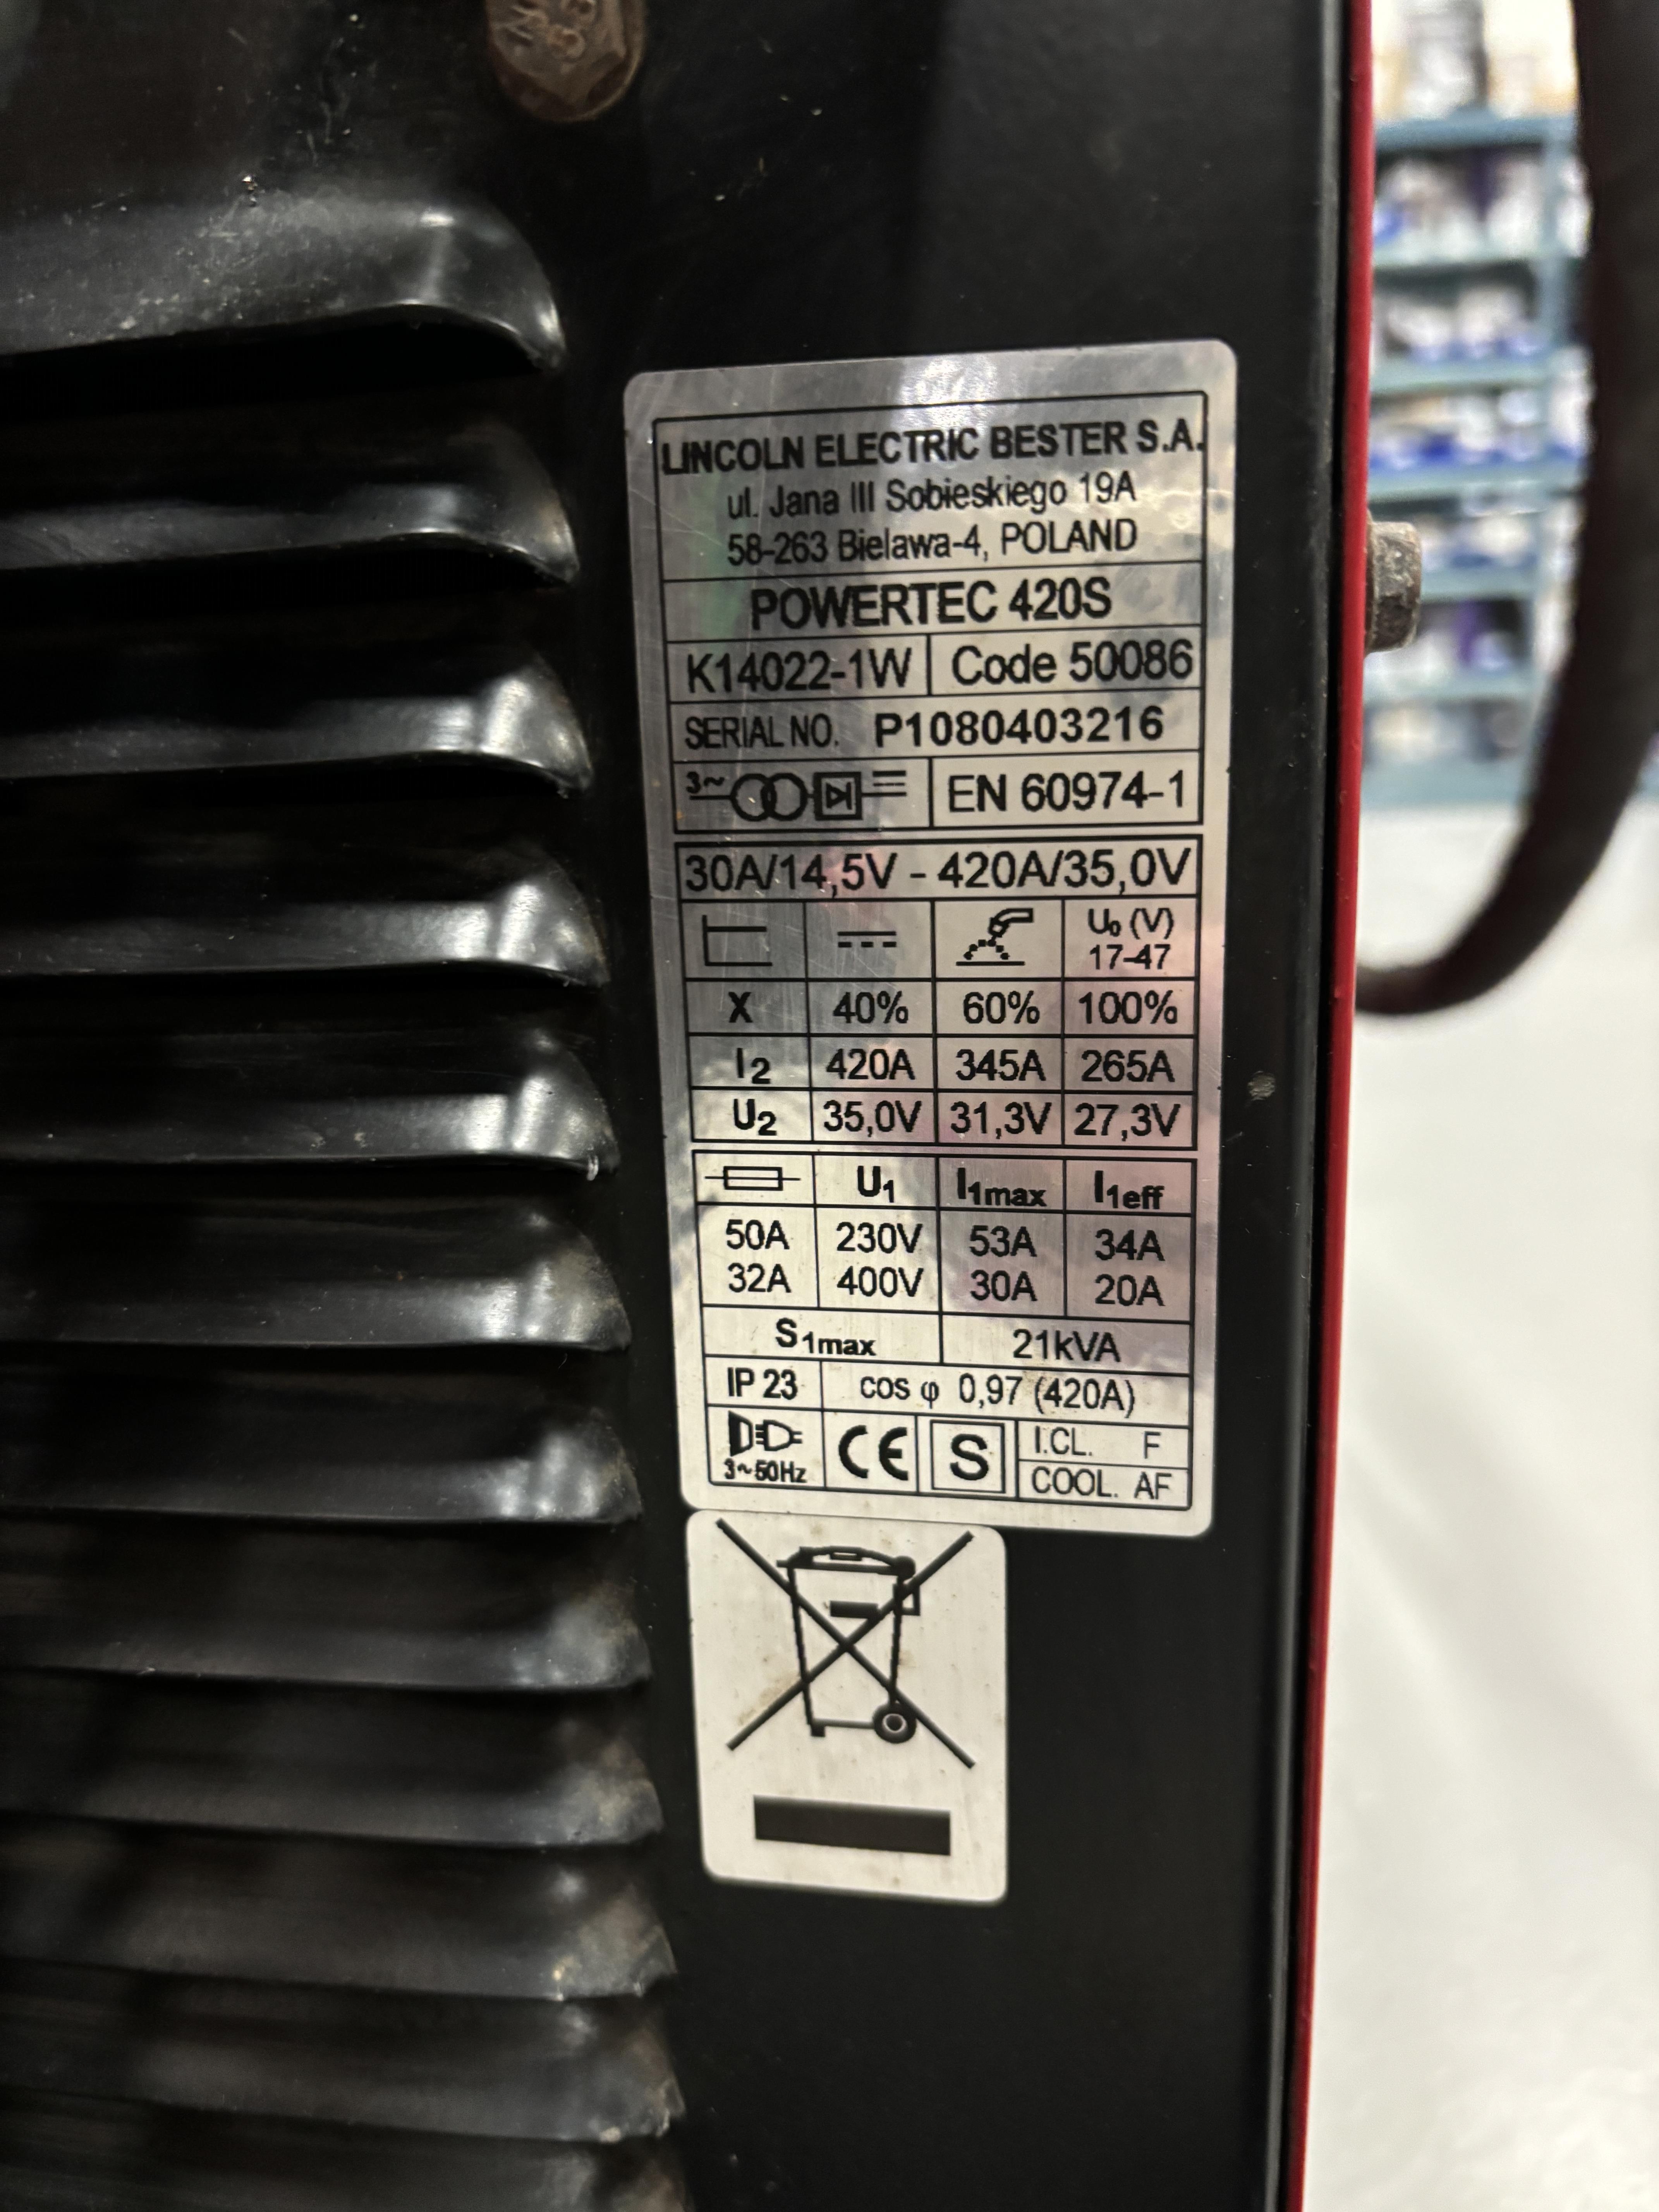 LINCOLN ELECTRIC BESTER S.A.
ul. Jana III Sobieskiego 19A
58-263 Bielawa-4, POLAND
POWERTEC 420S
K14022-1W Code 50086
SERIAL NO. P1080403216
3~ EN 60974-1
30A/14,5V - 420A/35,0V
U₀ (V)
17-47
X 40% 60% 100%
I₂ 420A 345A 265A
U₂ 35,0V 31,3V 27,3V
U₁ I₁max I₁eff
50A 230V 53A 34A
32A 400V 30A 20A
S₁max 21kVA
IP 23 cos φ 0,97 (420A)
3~50Hz CE S I.CL. F
COOL. AF